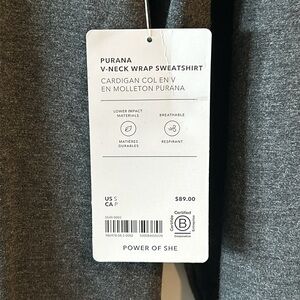 PURANA
V-NECK WRAP SWEATSHIRT
CARDIGAN COL EN V
EN MOLLETON PURANA
LOWER IMPACT
MATERIALS
BREATHABLE
MATIÈRES
DURABLES
RESPIRANT
US S
CA P
$89.00
Certified
B
Corporation
POWER OF SHE